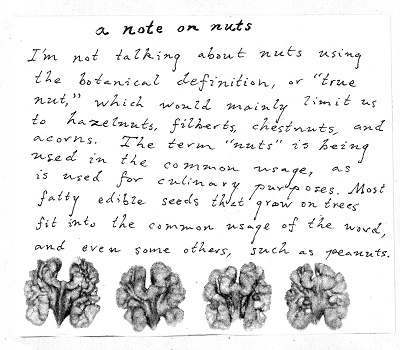 a note on nuts
I'm not talking about nuts using
the botanical definition, or "true
nut," which would mainly limit us
to hazelnuts, filberts, chestnuts, and
acorns. The term "nuts" is being
used in the common usage, as
is used for culinary purposes. Most
fatty edible seeds that grow on trees
fit into the common usage of the word,
and even some others, such as peanuts.